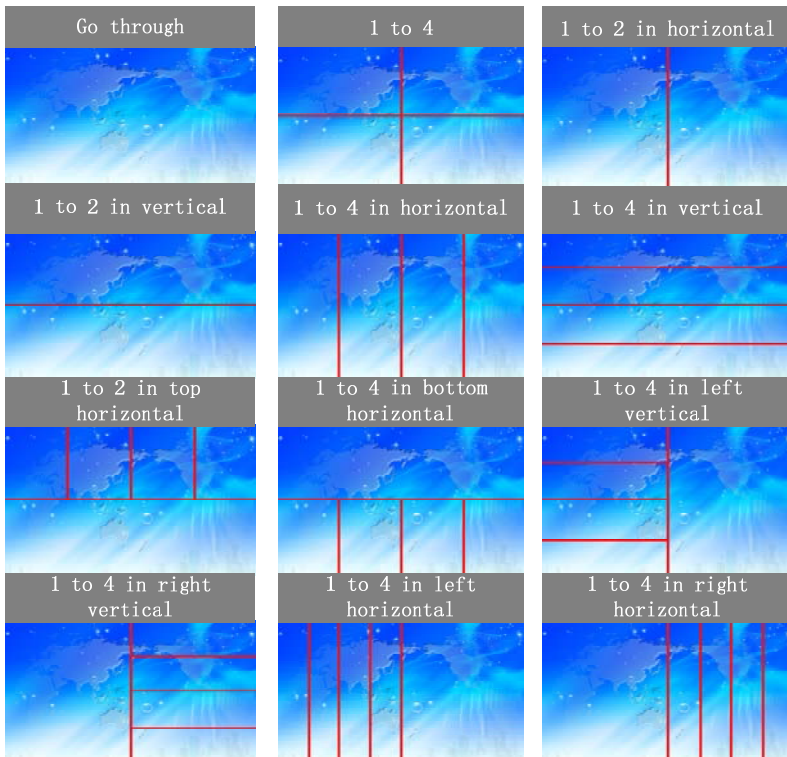 Go through
1 to 4
1 to 2 in horizontal
1 to 2 in vertical
1 to 4 in horizontal
1 to 4 in vertical
1 to 2 in top
horizontal
1 to 4 in bottom
horizontal
1 to 4 in left
vertical
1 to 4 in right
vertical
1 to 4 in left
horizontal
1 to 4 in right
horizontal